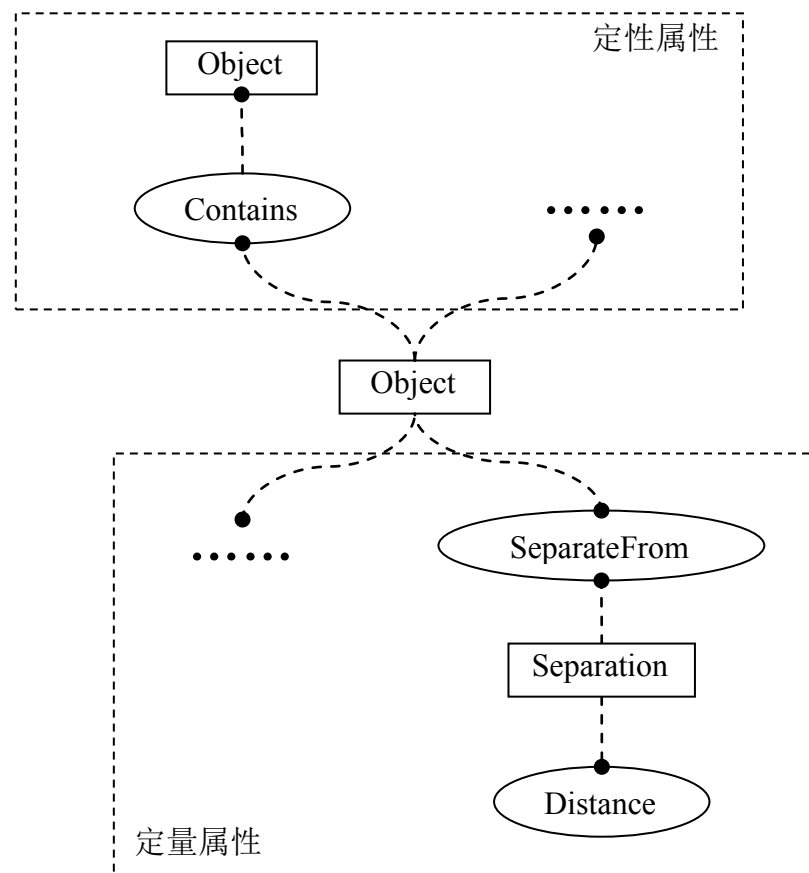 定性属性
Object
Contains
......
Object
......
SeparateFrom
Separation
Distance
定量属性